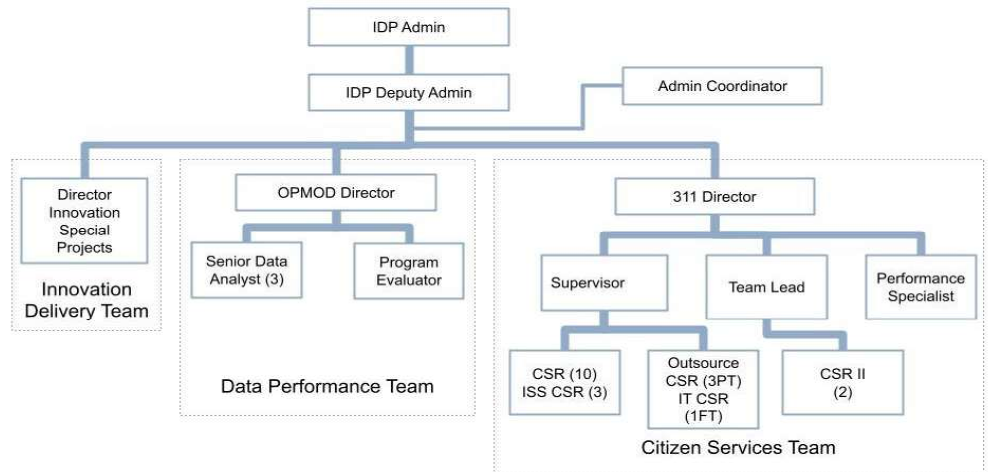 IDP Admin
IDP Deputy Admin
Admin Coordinator
Director
Innovation
Special
Projects
Innovation
Delivery Team
OPMOD Director
Senior Data
Analyst (3)
Program
Evaluator
Data Performance Team
311 Director
Supervisor
Team Lead
Performance
Specialist
CSR (10)
ISS CSR (3)
Outsource
CSR (3PT)
IT CSR
(1FT)
CSR II
(2)
Citizen Services Team